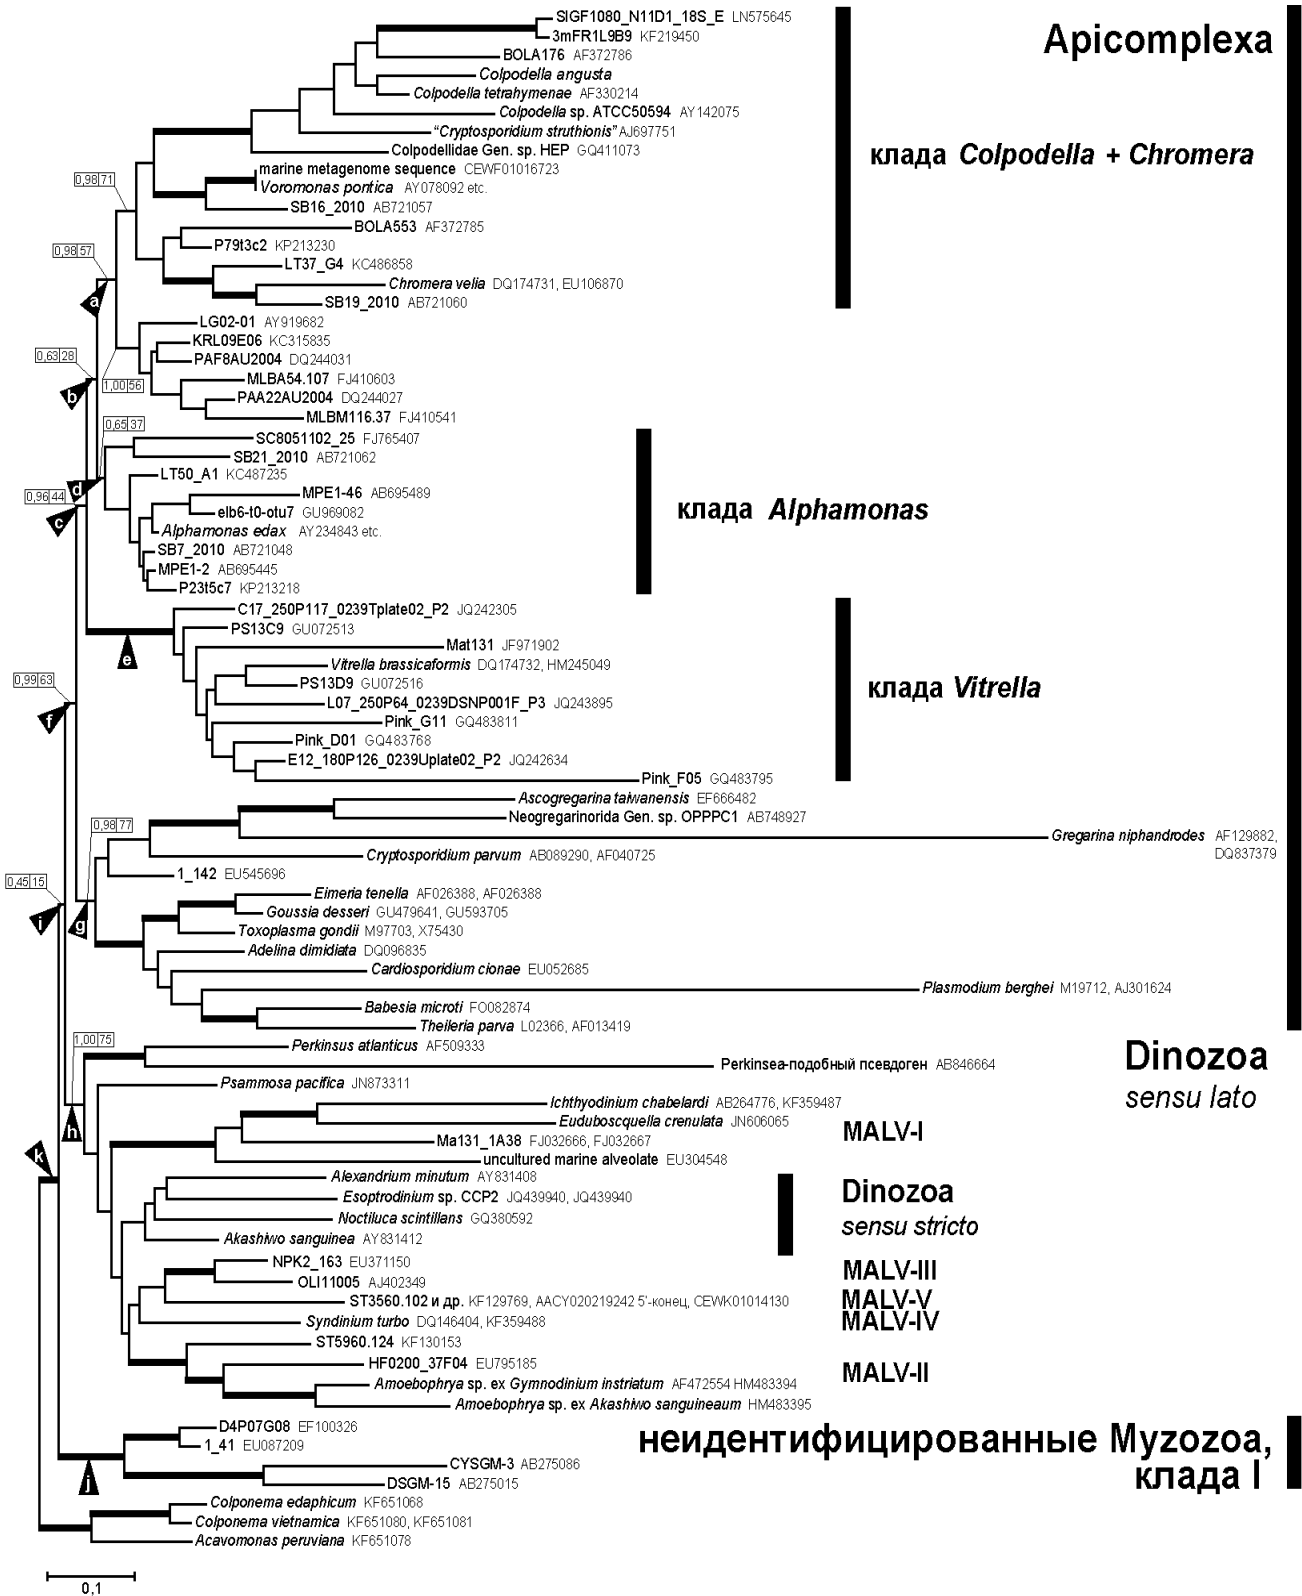 SIGF1080_N11D1_18S_E LN575645
3mFR1L9B9 KF219450
Apicomplexa
BOLA176 AF372786
Colpodella angusta
Colpodella tetrahymenae AF330214
Colpodella sp. ATCC50594 AY142075
"Cryptosporidium struthionis" AJ697751
Colpodellidae Gen. sp. HEP GQ411073
клада Colpodella + Chromera
marine metagenome sequence CEWF01016723
0,98 71
Voromonas pontica AY078092 etc.
SB16_2010 AB721057
BOLA553 AF372785
P79t3c2 KP213230
0,98 57
LT37_G4 KC486858
Chromera velia DQ174731, EU106870
a
SB19_2010 AB721060
LG02-01 AY919682
KRL09E06 KC315835
0,63 28
PAF8AU2004 DQ244031
MLBA54.107 FJ410603
1,00 56
b
PAA22AU2004 DQ244027
MLBM116.37 FJ410541
0,65 37
SC8051102_25 FJ765407
SB21_2010 AB721062
LT50_A1 KC487235
d
MPE1-46 AB695489
0,96 44
elb6-t0-otu7 GU969082
клада Alphamonas
c
Alphamonas edax AY234843 etc.
SB7_2010 AB721048
MPE1-2 AB695445
P23t5c7 KP213218
C17_250P117_0239Tplate02_P2 JQ242305
PS13C9 GU072513
Mat131 JF971902
e
Vitrella brassicaformis DQ174732, HM245049
0,99 63
PS13D9 GU072516
клада Vitrella
L07_250P64_0239DSNP001F_P3 JQ243895
f
Pink_G11 GQ483811
Pink_D01 GQ483768
E12_180P126_0239Uplate02_P2 JQ242634
Pink_F05 GQ483795
Ascogregarina taiwanensis EF666482
Neogregarinorida Gen. sp. OPPPC1 AB748927
0,98 77
Gregarina niphandrodes AF129882,
DQ837379
Cryptosporidium parvum AB089290, AF040725
1_142 EU545696
0,45 15
Eimeria tenella AF026388, AF026388
Goussia desseri GU479641, GU593705
i
g
Toxoplasma gondii M97703, X75430
Adelina dimidiata DQ096835
Cardiosporidium cionae EU052685
Plasmodium berghei M19712, AJ301624
Babesia microti FO082874
Theileria parva L02366, AF013419
1,00 75
Perkinsus atlanticus AF509333
Dinozoa
Perkinsea-подобный псевдоген AB846664
Psammosa pacifica JN873311
sensu lato
Ichthyodinium chabelardi AB264776, KF359487
Euduboscquella crenulata JN606065
h
MALV-I
Ma131_1A38 FJ032666, FJ032667
k
uncultured marine alveolate EU304548
Alexandrium minutum AY831408
Dinozoa
Esoptrodinium sp. CCP2 JQ439940, JQ439940
Noctiluca scintillans GQ380592
sensu stricto
Akashiwo sanguinea AY831412
NPK2_163 EU371150
MALV-III
OLI11005 AJ402349
ST3560.102 и др. KF129769, AACY020219242 5'-конец, CEWK01014130
MALV-V
Syndinium turbo DQ146404, KF359488
MALV-IV
ST5960.124 KF130153
HF0200_37F04 EU795185
MALV-II
Amoebophrya sp. ex Gymnodinium instriatum AF472554 HM483394
Amoebophrya sp. ex Akashiwo sanguineaum HM483395
D4P07G08 EF100326
неидентифицированные Myzozoa,
1_41 EU087209
CYSGM-3 AB275086
клада I
j
DSGM-15 AB275015
Colponema edaphicum KF651068
Colponema vietnamica KF651080, KF651081
Acavomonas peruviana KF651078
0,1